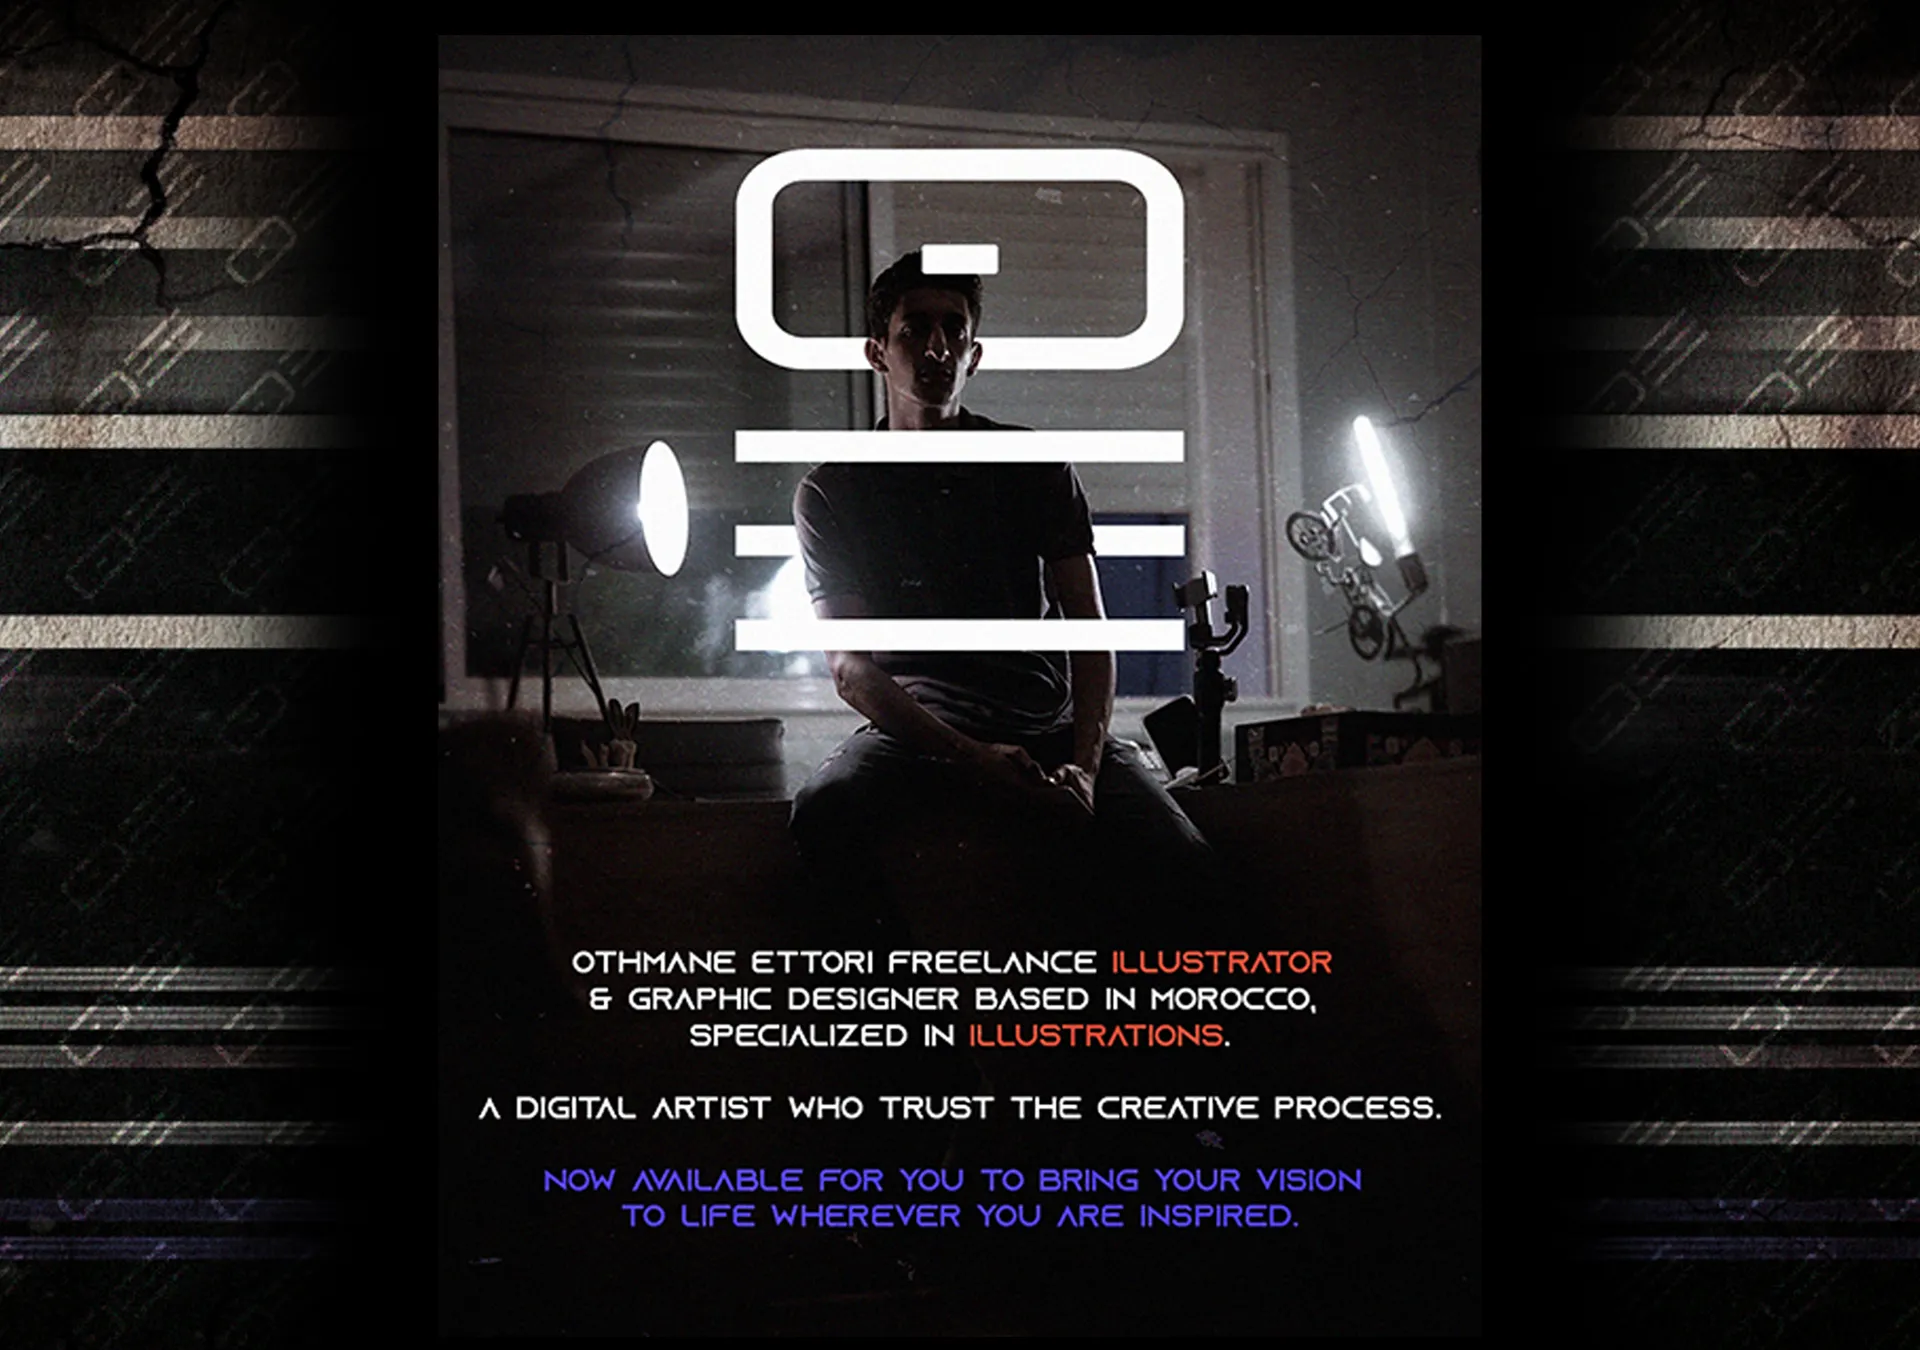 OTHMANE ETTORI FREELANCE ILLUSTRATOR
& GRAPHIC DESIGNER BASED IN MOROCCO,
SPECIALIZED IN ILLUSTRATIONS.
A DIGITAL ARTIST WHO TRUST THE CREATIVE PROCESS.
NOW AVAILABLE FOR YOU TO BRING YOUR VISION
TO LIFE WHEREVER YOU ARE INSPIRED.